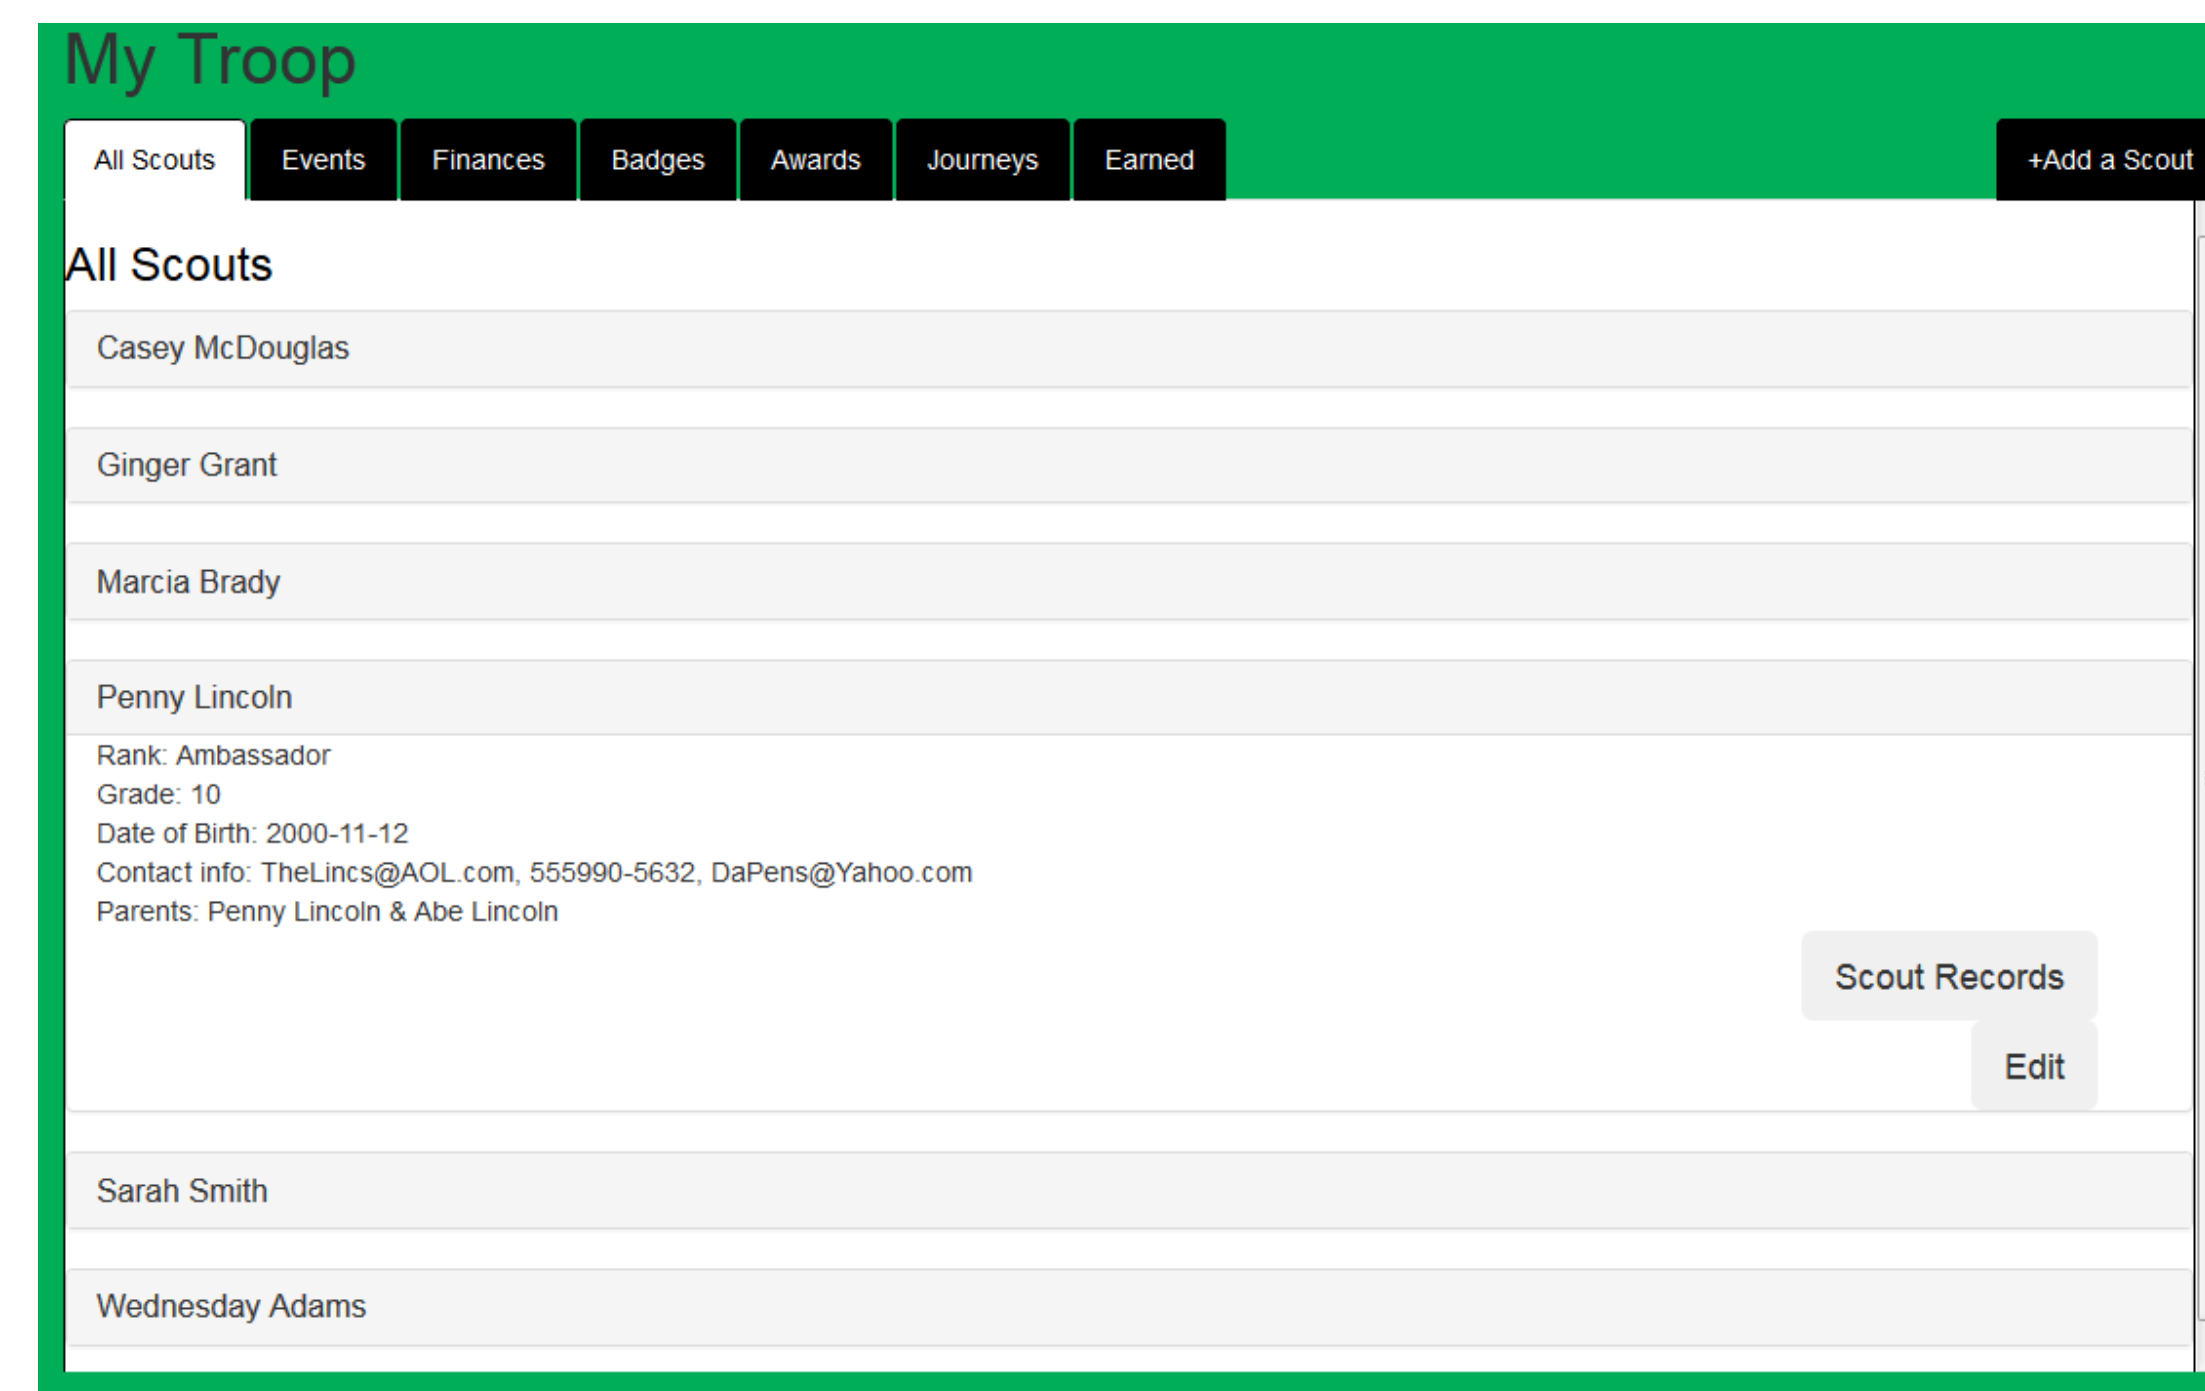 My Troop
All Scouts Events Finances Badges Awards Journeys Earned +Add a Scout
All Scouts
Casey McDouglas
Ginger Grant
Marcia Brady
Penny Lincoln
Rank: Ambassador
Grade: 10
Date of Birth: 2000-11-12
Contact info: TheLincs@AOL.com, 555990-5632, DaPens@Yahoo.com
Parents: Penny Lincoln & Abe Lincoln
Scout Records
Edit
Sarah Smith
Wednesday Adams